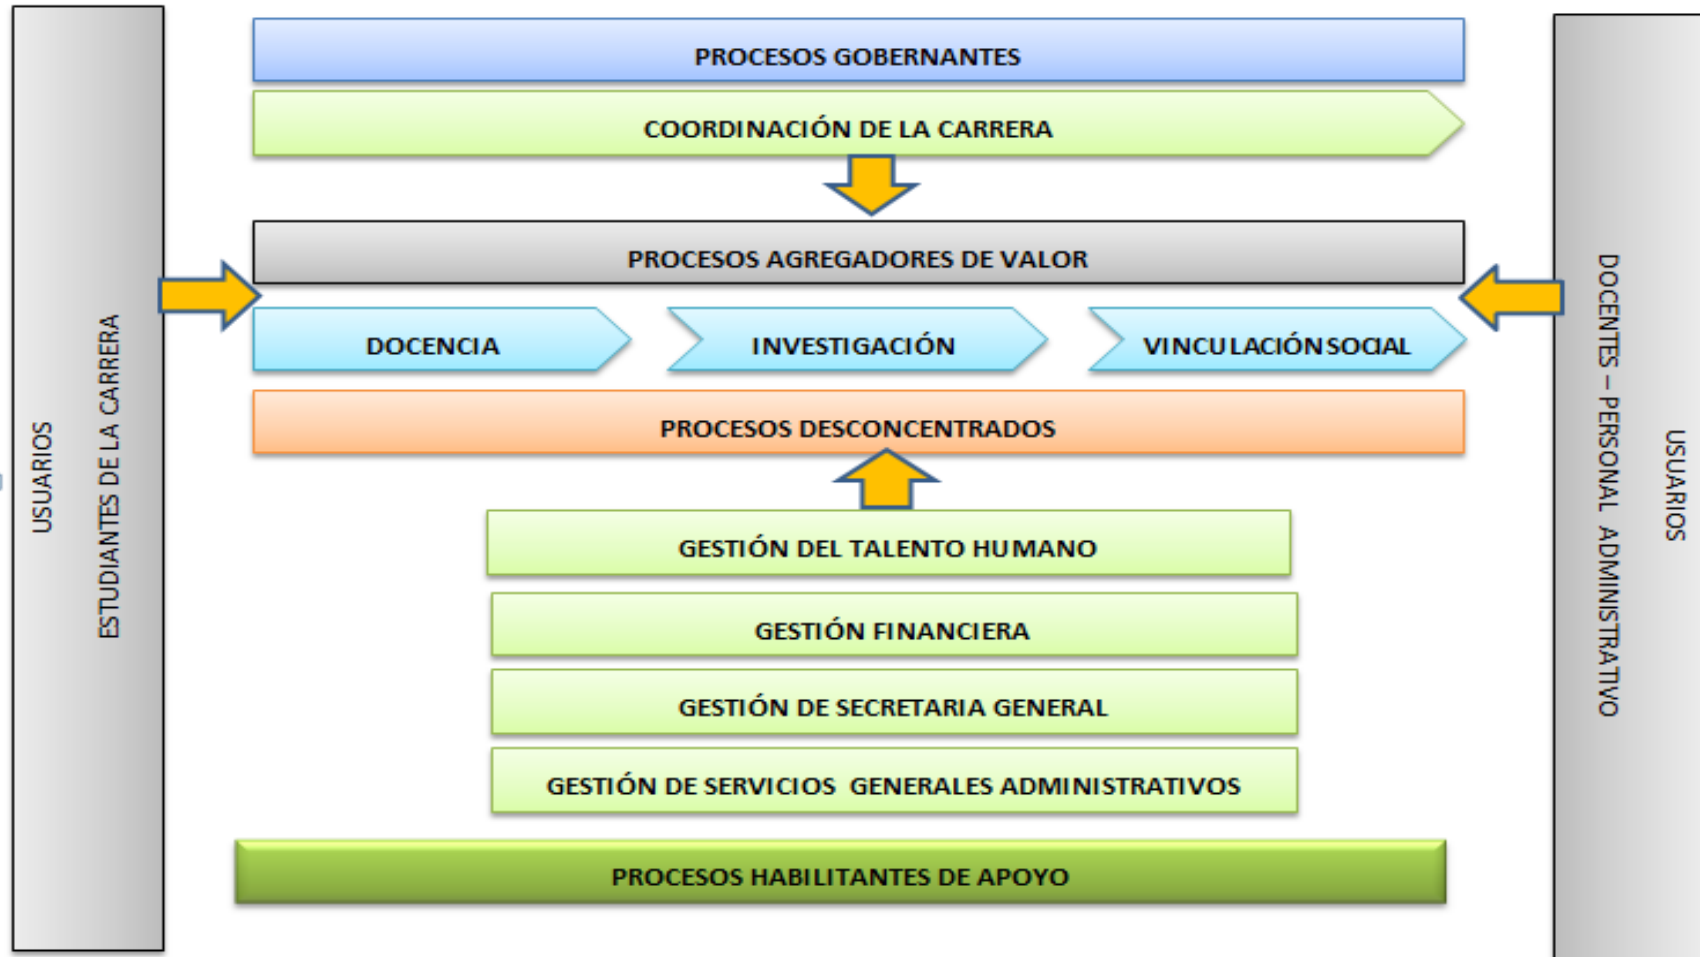 USUARIOS
ESTUDIANTES DE LA CARRERA
PROCESOS GOBERNANTES
COORDINACIÓN DE LA CARRERA
PROCESOS AGREGADORES DE VALOR
DOCENCIA
INVESTIGACIÓN
VINCULACIÓN SOCIAL
PROCESOS DESCONCENTRADOS
GESTIÓN DEL TALENTO HUMANO
GESTIÓN FINANCIERA
GESTIÓN DE SECRETARIA GENERAL
GESTIÓN DE SERVICIOS GENERALES ADMINISTRATIVOS
PROCESOS HABILITANTES DE APOYO
DOCENTES – PERSONAL ADMINISTRATIVO
USUARIOS